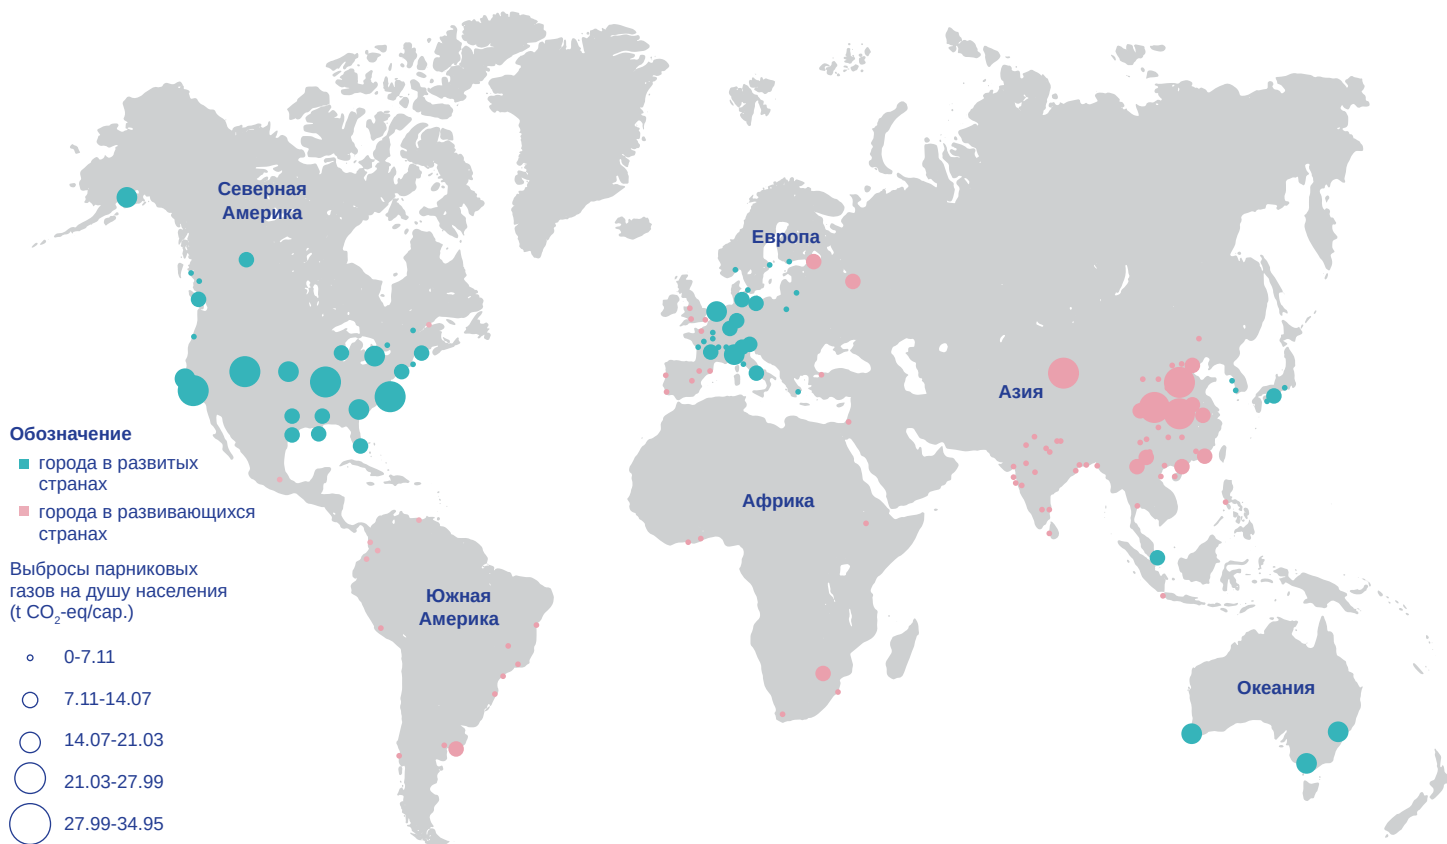 Северная
Америка
Европа
Азия
Африка
Южная
Америка
Океания
Обозначение
города в развитых
странах
города в развивающихся
странах
Выбросы парниковых
газов на душу населения
(t CO₂-eq/cap.)
0-7.11
7.11-14.07
14.07-21.03
21.03-27.99
27.99-34.95